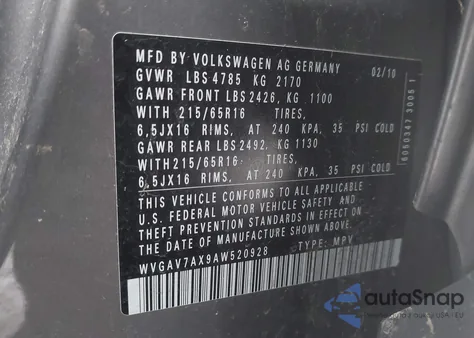 MFD BY VOLKSWAGEN AG GERMANY 02/10
GVWR LBS 4785 KG 2170
GAWR FRONT LBS 2426, KG 1100
WITH 215/65R16 TIRES,
6,5JX16 RIMS, AT 240 KPA, 35 PSI COLD
GAWR REAR LBS 2492, KG 1130
WITH 215/65R16 TIRES,
6,5JX16 RIMS, AT 240 KPA, 35 PSI COLD
THIS VEHICLE CONFORMS TO ALL APPLICABLE
U.S. FEDERAL MOTOR VEHICLE SAFETY AND
THEFT PREVENTION STANDARDS IN EFFECT ON
THE DATE OF MANUFACTURE SHOWN ABOVE.
WVGAV7AX9AW520928 TYPE: MPV
6060347 3005
autoSnap
USA - EU